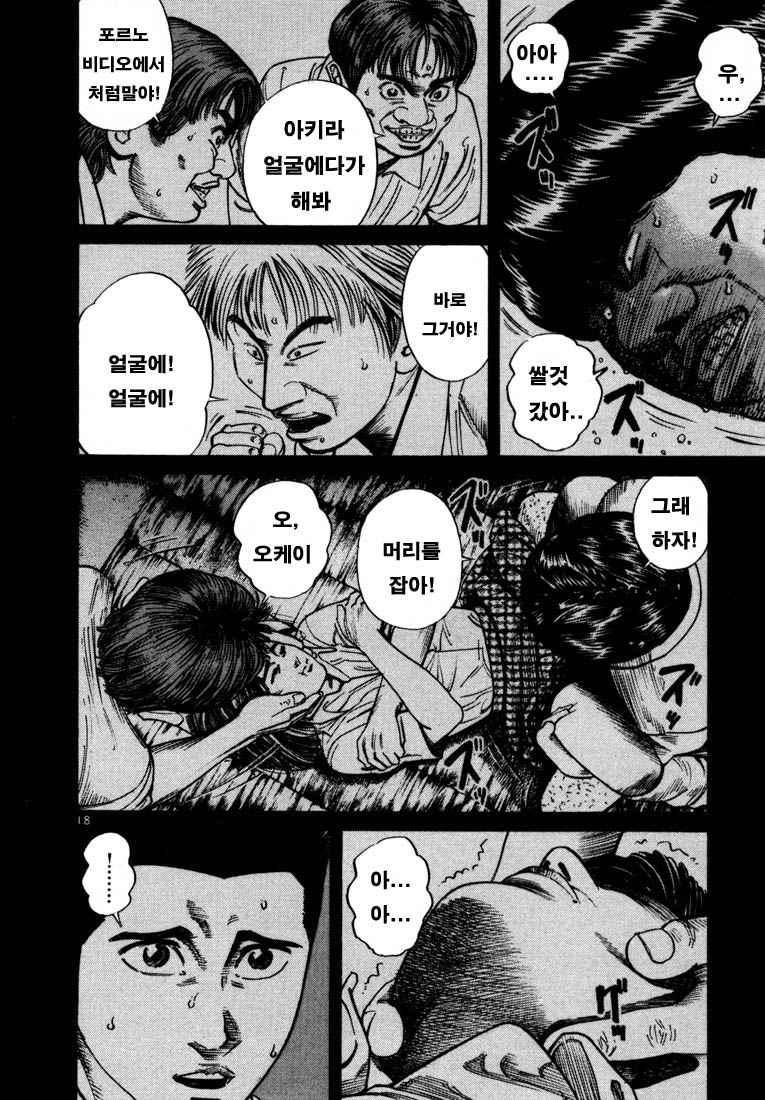 우,
…
아아
....
쌀것
갔아..
아키라
얼굴에다가
해봐
포르노
비디오에서
처럼말야!
바로
그거야!
얼굴에!
얼굴에!
그래
하자!
머리를
잡아!
오,
오케이
아…
아…
!……
18